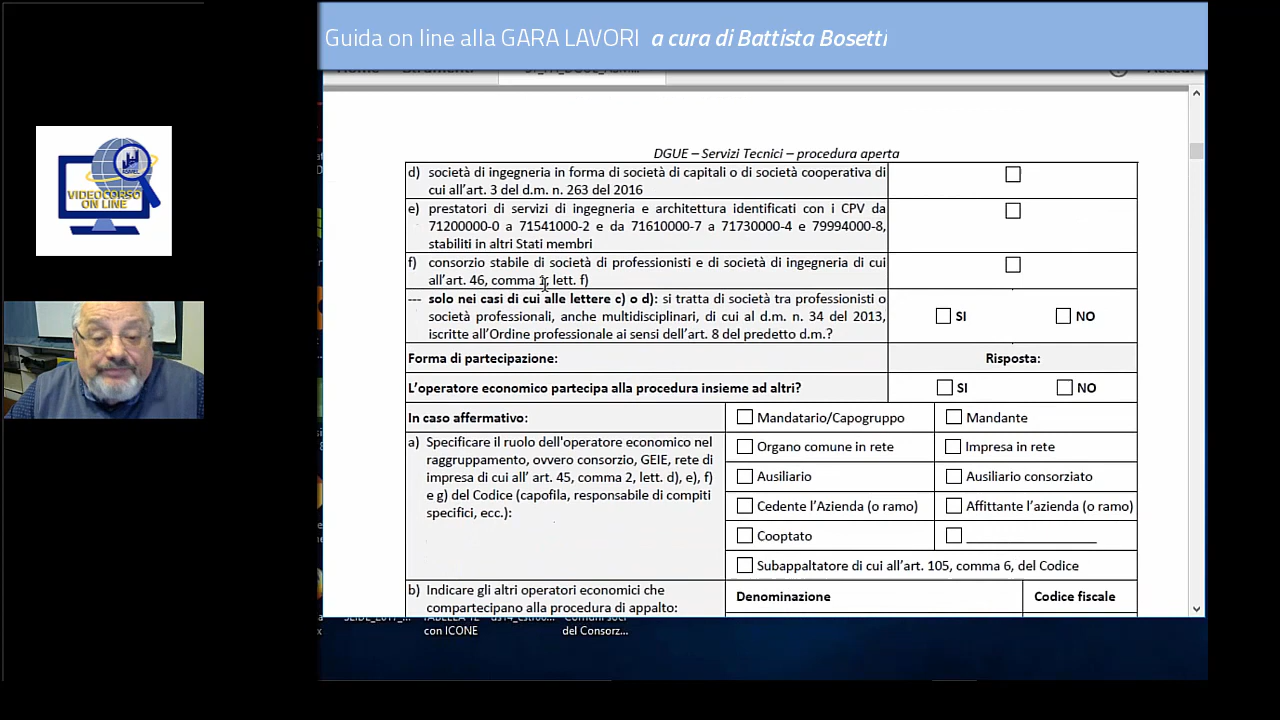 Guida on line alla GARA LAVORI a cura di Battista Bosetti
VIDEOCORSO
ON LINE
DGUE – Servizi Tecnici – procedura aperta
d) società di ingegneria in forma di società di capitali o di società cooperativa di
cui all'art. 3 del d.m. n. 263 del 2016
e) prestatori di servizi di ingegneria e architettura identificati con i CPV da
71200000-0 a 71541000-2 e da 71610000-7 a 71730000-4 e 79994000-8,
stabiliti in altri Stati membri
f) consorzio stabile di società di professionisti e di società di ingegneria di cui
all'art. 46, comma 1, lett. f)
--- solo nei casi di cui alle lettere c) o d): si tratta di società tra professionisti o
società professionali, anche multidisciplinari, di cui al d.m. n. 34 del 2013,
iscritte all'Ordine professionale ai sensi dell'art. 8 del predetto d.m.?
SI NO
Forma di partecipazione: Risposta:
L'operatore economico partecipa alla procedura insieme ad altri? SI NO
In caso affermativo:
a) Specificare il ruolo dell'operatore economico nel
raggruppamento, ovvero consorzio, GEIE, rete di
impresa di cui all' art. 45, comma 2, lett. d), e), f)
e g) del Codice (capofila, responsabile di compiti
specifici, ecc.):
Mandatario/Capogruppo Mandante
Organo comune in rete Impresa in rete
Ausiliario Ausiliario consorziato
Cedente l'Azienda (o ramo) Affittante l'azienda (o ramo)
Cooptato ____________________
Subappaltatore di cui all'art. 105, comma 6, del Codice
b) Indicare gli altri operatori economici che
compartecipano alla procedura di appalto:
Denominazione Codice fiscale
con ICONE del Consorz...